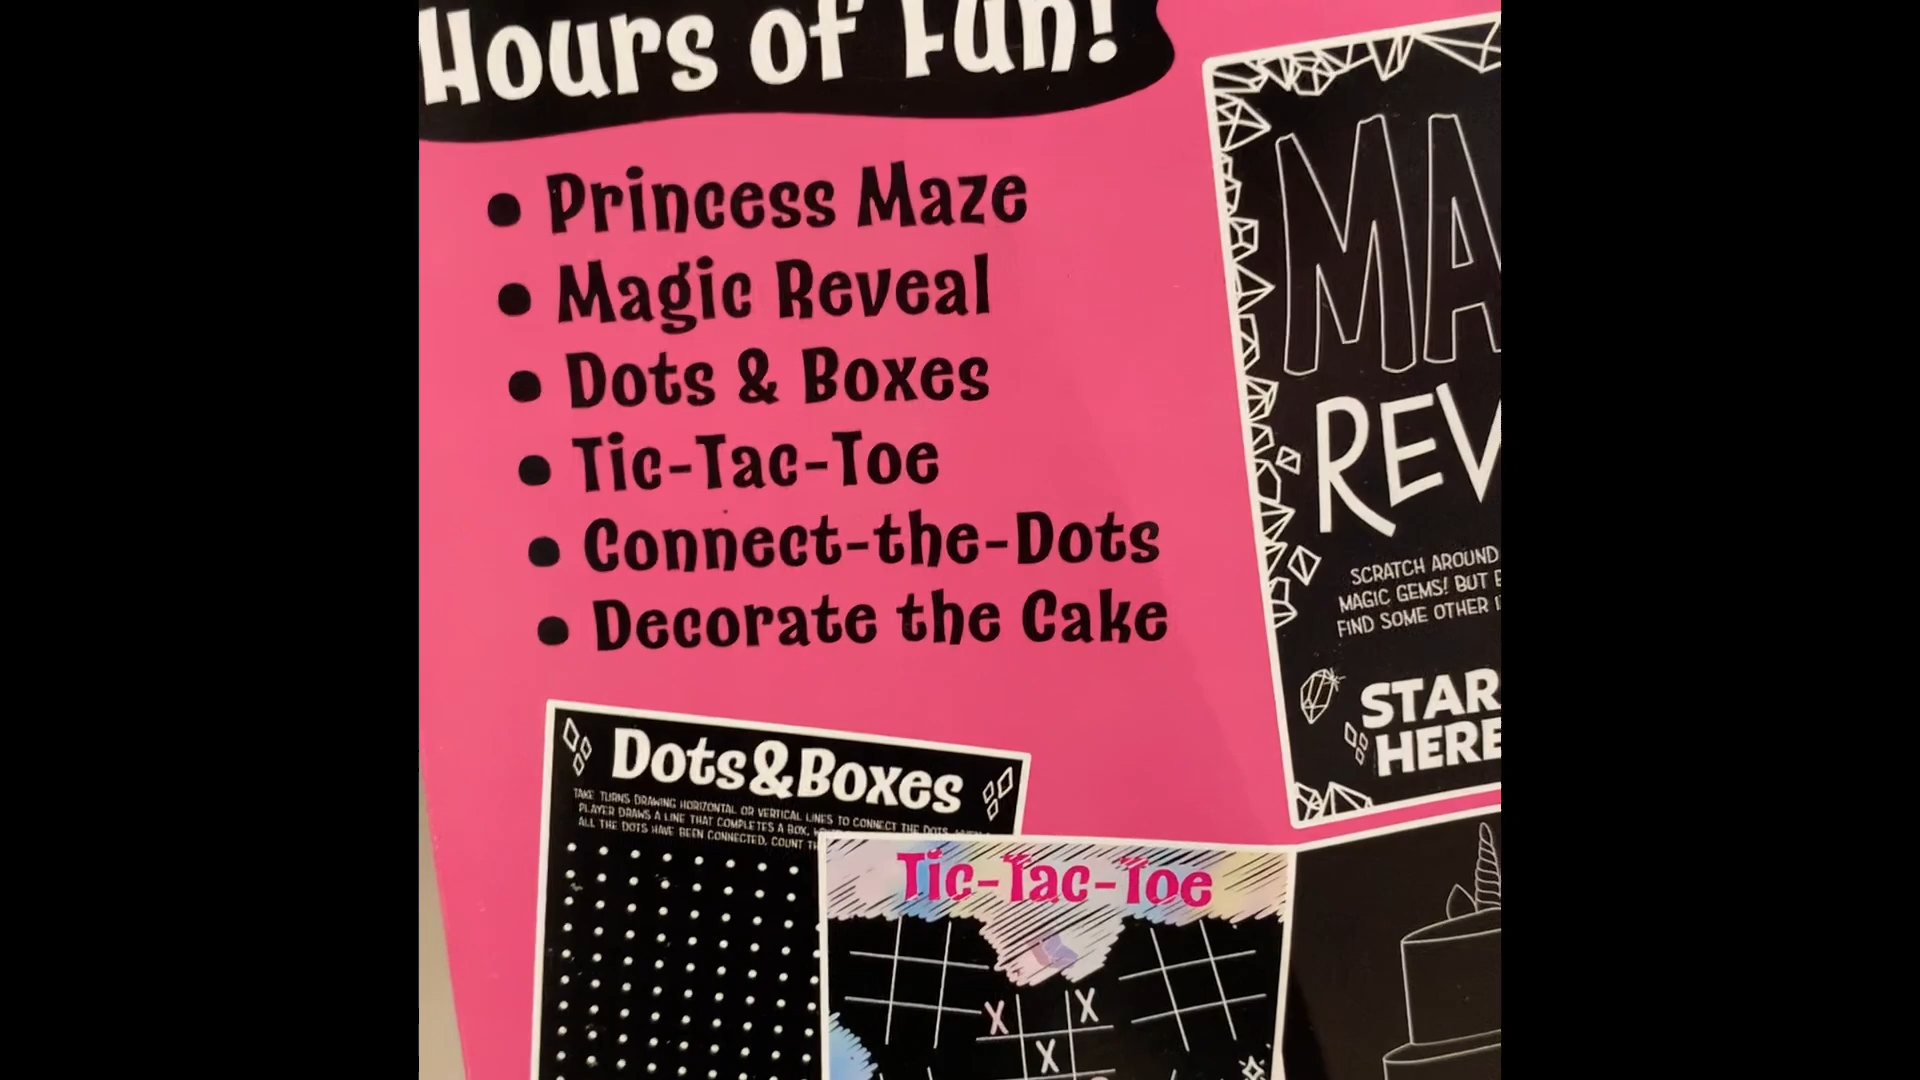 Hours of Fun!
• Princess Maze
• Magic Reveal
• Dots & Boxes
• Tic-Tac-Toe
• Connect-the-Dots
• Decorate the Cake
MA
REV
SCRATCH AROUND
MAGIC GEMS! BUT
FIND SOME OTHER
STAR
HERE
Dots&Boxes
TAKE TURNS DRAWING HORIZONTAL OR VERTICAL LINES TO CONNECT THE DOTS.
PLAYER DRAWS A LINE THAT COMPLETES A BOX,
ALL THE DOTS HAVE BEEN CONNECTED, COUNT
Tic-Tac-Toe
X X
X